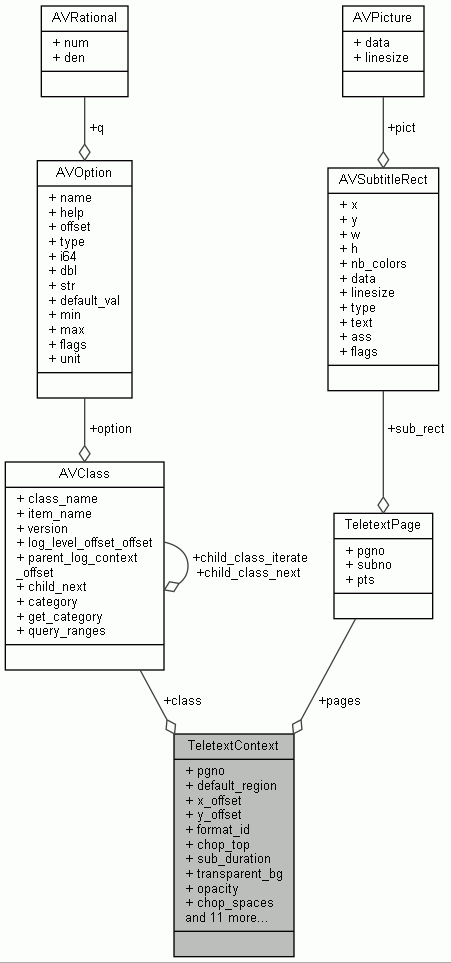 AVRational
+ num
+ den
AVPicture
+ data
+ linesize
+q
+pict
AVOption
+ name
+ help
+ offset
+ type
+ i64
+ dbl
+ str
+ default_val
+ min
+ max
+ flags
+ unit
AVSubtitleRect
+ x
+ y
+ w
+ h
+ nb_colors
+ data
+ linesize
+ type
+ text
+ ass
+ flags
+option
+sub_rect
AVClass
+ class_name
+ item_name
+ version
+ log_level_offset_offset
+ parent_log_context
_offset
+ child_next
+ category
+ get_category
+ query_ranges
+child_class_iterate
+child_class_next
TeletextPage
+ pgno
+ subno
+ pts
+class
+pages
TeletextContext
+ pgno
+ default_region
+ x_offset
+ y_offset
+ format_id
+ chop_top
+ sub_duration
+ transparent_bg
+ opacity
+ chop_spaces
and 11 more...